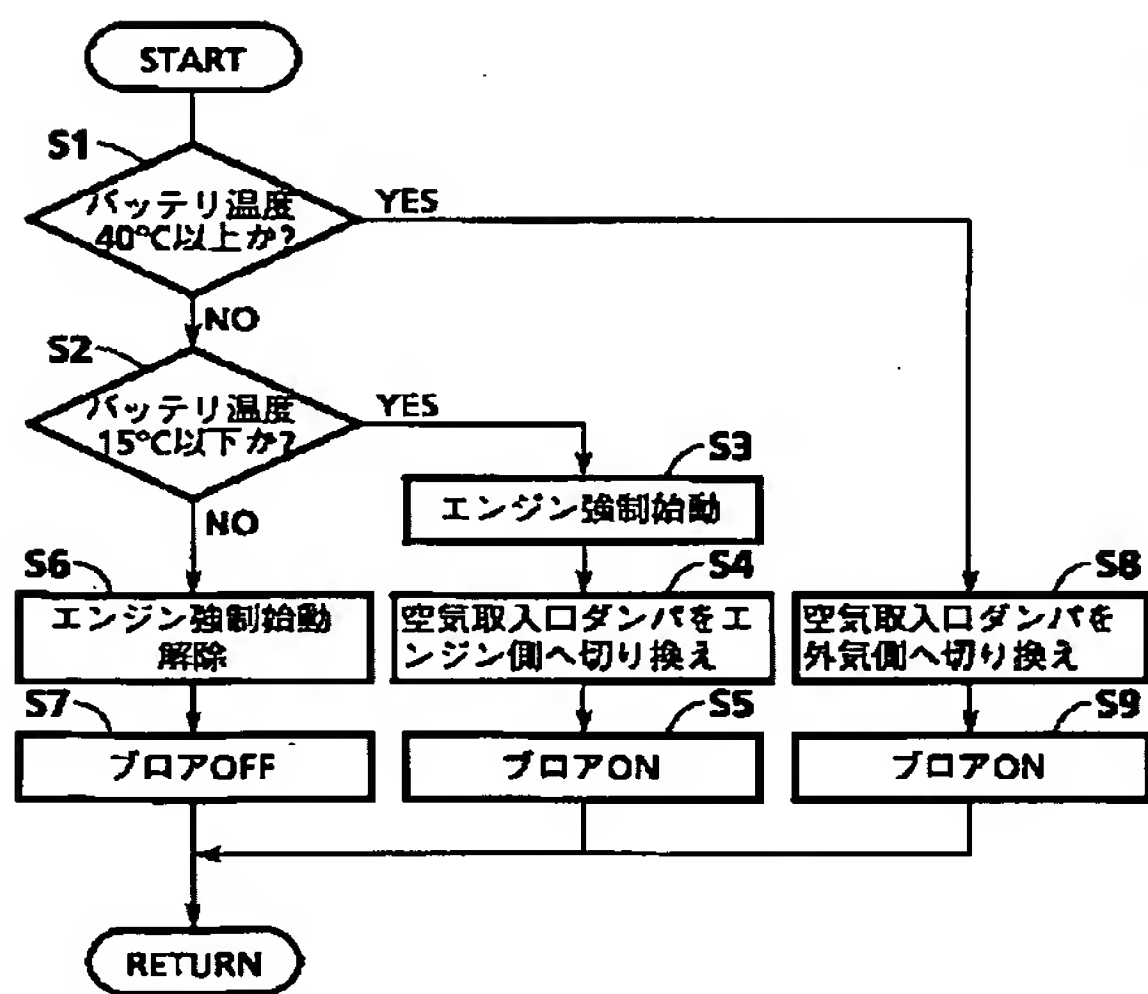 START
S1
バッテリ温度
40°C以上か?
YES
NO
S2
バッテリ温度
15°C以下か?
YES
NO
S3
エンジン強制始動
S6
エンジン強制始動
解除
S4
空気取入口ダンパをエ
ンジン側へ切り換え
S8
空気取入口ダンパを
外気側へ切り換え
S7
ブロアOFF
S5
ブロアON
S9
ブロアON
RETURN